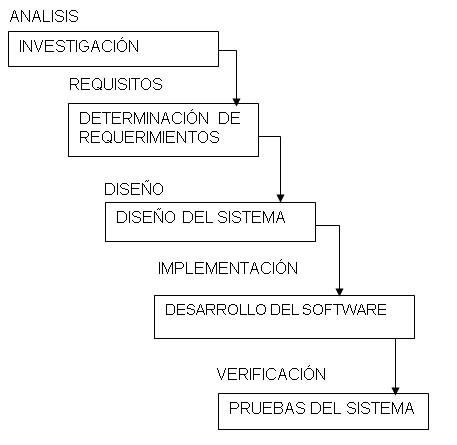 ANALISIS
INVESTIGACIÓN
REQUISITOS
DETERMINACIÓN DE
REQUERIMIENTOS
DISEÑO
DISEÑO DEL SISTEMA
IMPLEMENTACIÓN
DESARROLLO DEL SOFTWARE
VERIFICACIÓN
PRUEBAS DEL SISTEMA